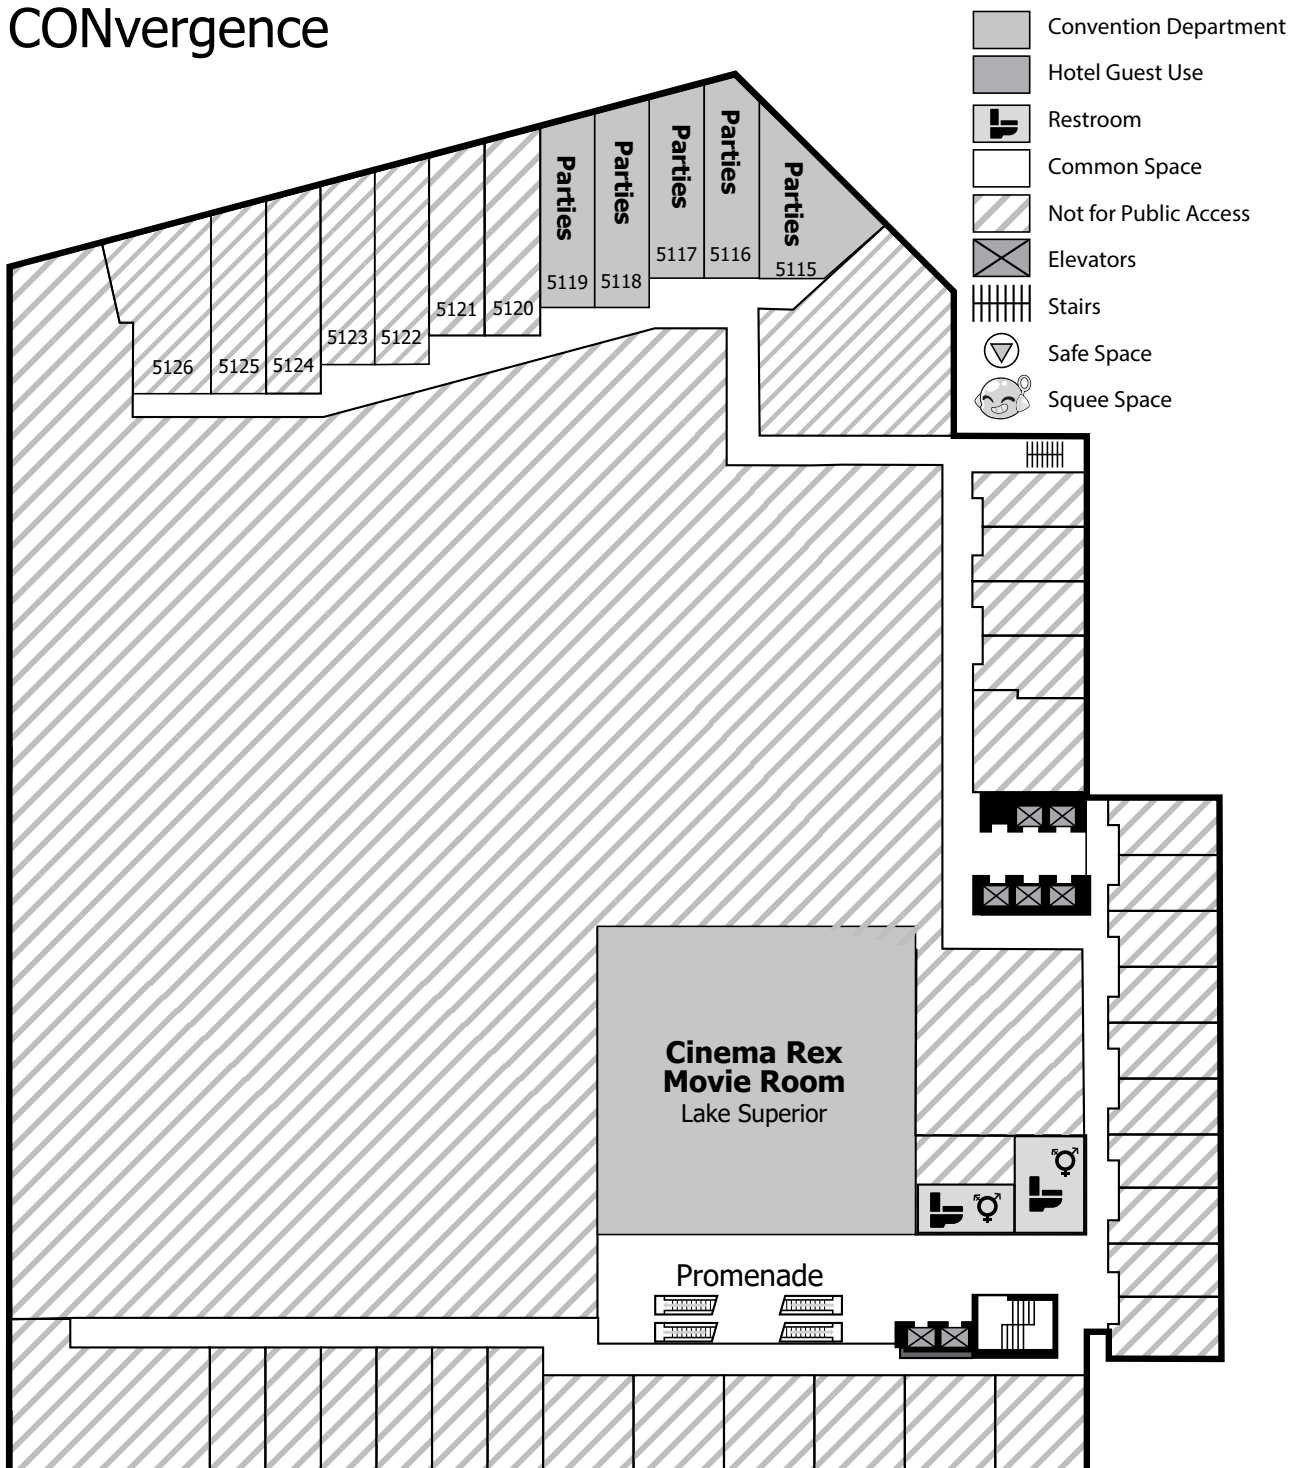 CONvergence
Convention Department
Hotel Guest Use
Restroom
Common Space
Not for Public Access
Elevators
Stairs
Safe Space
Squee Space
Parties
5119
Parties
5118
Parties
5117
Parties
5116
Parties
5115
5126
5125
5124
5123
5122
5121
5120
Cinema Rex
Movie Room
Lake Superior
Promenade